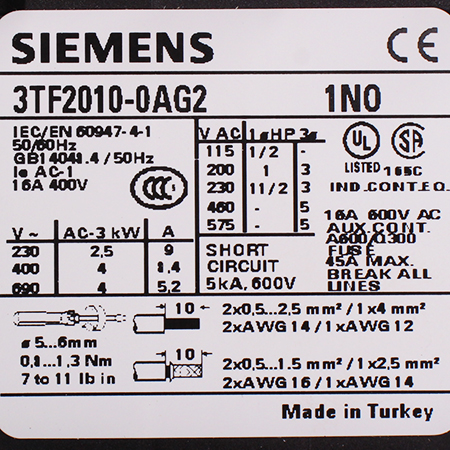 SIEMENS CE
3TF2010-0AG2 1NO
IEC/EN 60947-4-1
50/60Hz
GB14048.4 / 50Hz
Ie AC-1
16A 400V
CCC
V AC 1ø HP 3ø
115 1/2 -
200 1 3
230 1 1/2 3
460 - 5
575 - 5
UL LISTED
SA 165C
IND.CONT.EQ.
16A 600V AC
AUX.CONT.
A600/Q300
FUSE
45A MAX.
BREAK ALL
LINES
V ~ AC-3 kW A
230 2,5 9
400 4 8,4
690 4 5,2
SHORT
CIRCUIT
5kA, 600V
ø 5...6mm
0,8...1,3 Nm
7 to 11 lb in
10 2x0,5...2,5 mm² / 1x4 mm²
2xAWG 14 / 1xAWG 12
10 2x0,5...1.5 mm² / 1x2,5 mm²
2xAWG 16 / 1xAWG 14
Made in Turkey